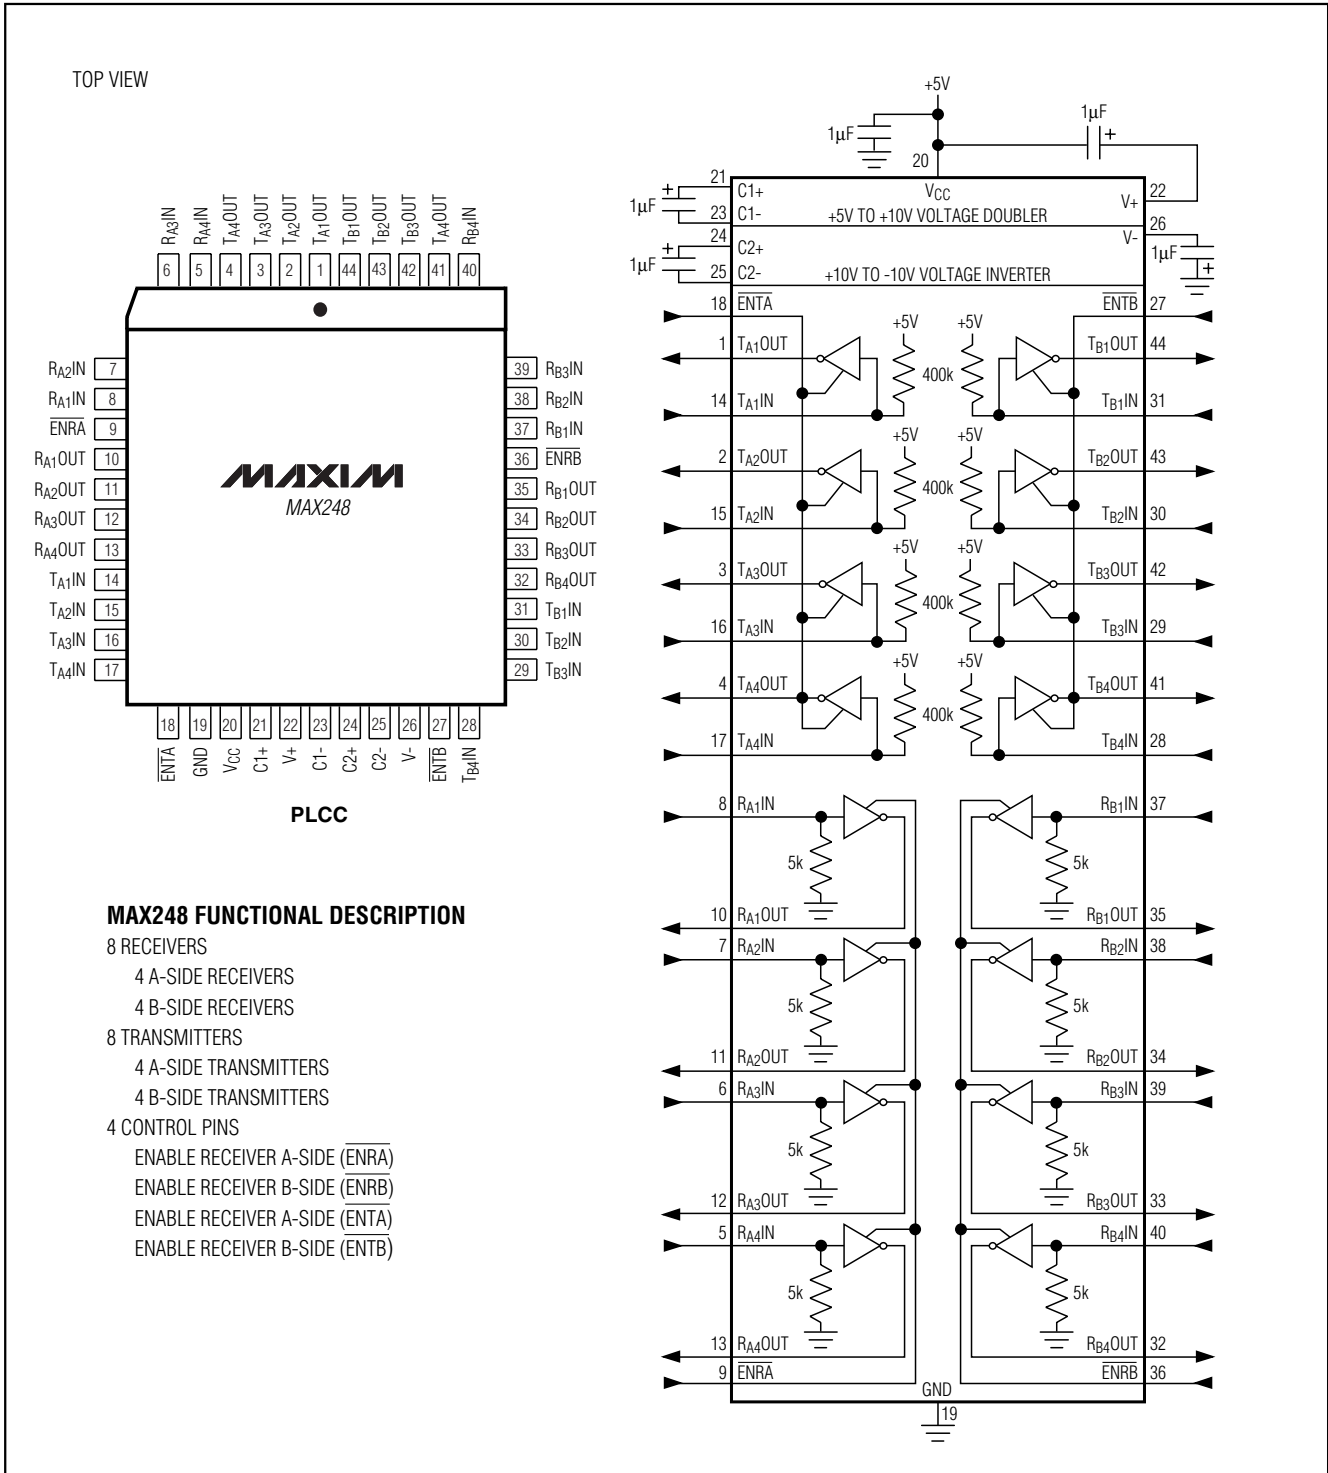 TOP VIEW
RA3IN
RA4IN
TA4OUT
TA3OUT
TA2OUT
TA1OUT
TB1OUT
TB2OUT
TB3OUT
TA4OUT
RB4IN
6 5 4 3 2 1 44 43 42 41 40
RA2IN 7
RA1IN 8
ENRA 9
RA1OUT 10
RA2OUT 11
RA3OUT 12
RA4OUT 13
TA1IN 14
TA2IN 15
TA3IN 16
TA4IN 17
MAXIM
MAX248
39 RB3IN
38 RB2IN
37 RB1IN
36 ENRB
35 RB1OUT
34 RB2OUT
33 RB3OUT
32 RB4OUT
31 TB1IN
30 TB2IN
29 TB3IN
18 19 20 21 22 23 24 25 26 27 28
ENTA
GND
VCC
C1+
V+
C1-
C2+
C2-
V-
ENTB
TB4IN
PLCC
MAX248 FUNCTIONAL DESCRIPTION
8 RECEIVERS
4 A-SIDE RECEIVERS
4 B-SIDE RECEIVERS
8 TRANSMITTERS
4 A-SIDE TRANSMITTERS
4 B-SIDE TRANSMITTERS
4 CONTROL PINS
ENABLE RECEIVER A-SIDE (ENRA)
ENABLE RECEIVER B-SIDE (ENRB)
ENABLE RECEIVER A-SIDE (ENTA)
ENABLE RECEIVER B-SIDE (ENTB)
+5V
1µF 1µF +
20
21 C1+ VCC V+ 22
+ 1µF
23 C1- +5V TO +10V VOLTAGE DOUBLER
26
24 C2+ V-
+ 1µF 1µF +
25 C2- +10V TO -10V VOLTAGE INVERTER
18 ENTA ENTB 27
+5V +5V
1 TA1OUT TB1OUT 44
400k
14 TA1IN TB1IN 31
+5V +5V
2 TA2OUT TB2OUT 43
400k
15 TA2IN TB2IN 30
+5V +5V
3 TA3OUT TB3OUT 42
400k
16 TA3IN TB3IN 29
+5V +5V
4 TA4OUT TB4OUT 41
400k
17 TA4IN TB4IN 28
8 RA1IN RB1IN 37
5k 5k
10 RA1OUT RB1OUT 35
7 RA2IN RB2IN 38
5k 5k
11 RA2OUT RB2OUT 34
6 RA3IN RB3IN 39
5k 5k
12 RA3OUT RB3OUT 33
5 RA4IN RB4IN 40
5k 5k
13 RA4OUT RB4OUT 32
9 ENRA ENRB 36
GND
19